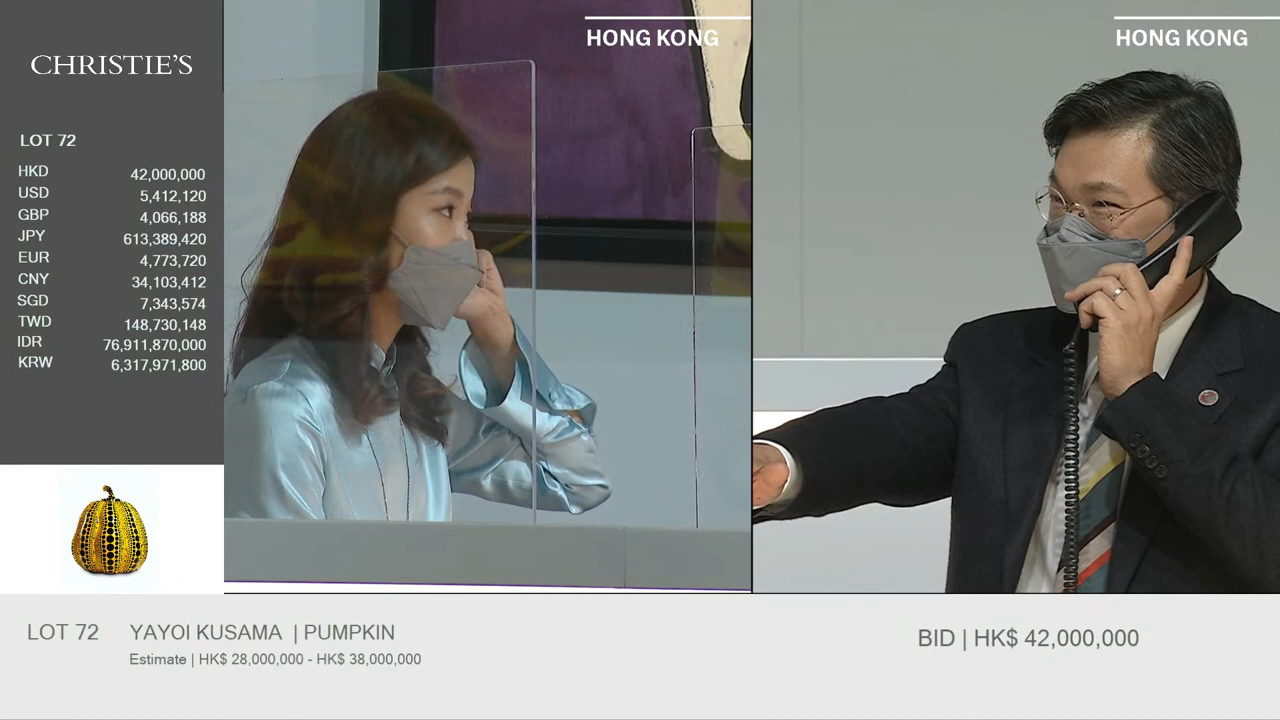 CHRISTIE'S
LOT 72
HKD 42,000,000
USD 5,412,120
GBP 4,066,188
JPY 613,389,420
EUR 4,773,720
CNY 34,103,412
SGD 7,343,574
TWD 148,730,148
IDR 76,911,870,000
KRW 6,317,971,800
HONG KONG
HONG KONG
LOT 72 YAYOI KUSAMA | PUMPKIN
Estimate | HK$ 28,000,000 - HK$ 38,000,000
BID | HK$ 42,000,000